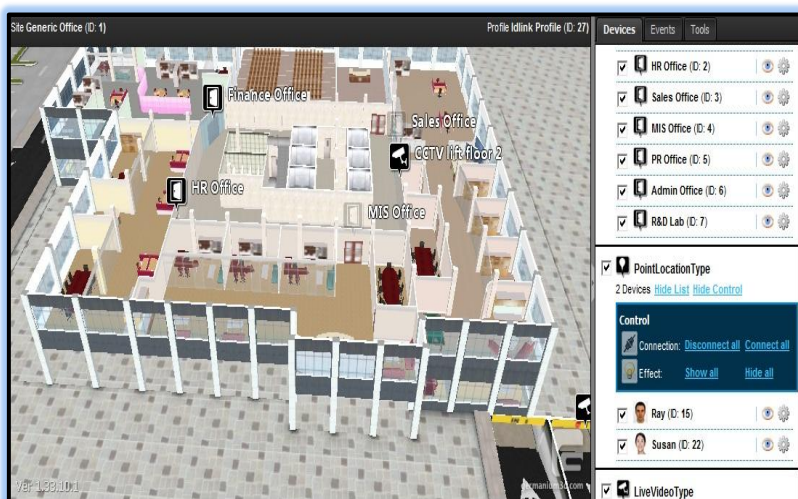 Site Generic Office (ID: 1)
Profile Idlink Profile (ID: 27)
Finance Office
Sales Office
CCTV lift floor 2
HR Office
MIS Office
Ver 1.33.10.1
germanium3d.com
Devices Events Tools
HR Office (ID: 2)
Sales Office (ID: 3)
MIS Office (ID: 4)
PR Office (ID: 5)
Admin Office (ID: 6)
R&D Lab (ID: 7)
PointLocationType
2 Devices Hide List Hide Control
Control
Connection: Disconnect all Connect all
Effect: Show all Hide all
Ray (ID: 15)
Susan (ID: 22)
LiveVideoType